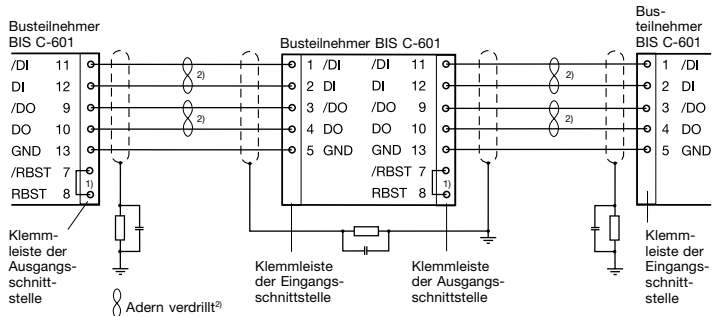 Busteilnehmer
BIS C-601
Busteilnehmer BIS C-601
Bus-
teilnehmer
BIS C-601
/DI 11
DI 12
/DO 9
DO 10
GND 13
/RBST 7
RBST 8
1)
2)
2)
1 /DI
2 DI
3 /DO
4 DO
5 GND
/DI 11
DI 12
/DO 9
DO 10
GND 13
/RBST 7
RBST 8
1)
2)
2)
1 /DI
2 DI
3 /DO
4 DO
5 GND
Klemm-
leiste der
Ausgangs-
schnitt-
stelle
Klemmleiste
der Eingangs-
schnittstelle
Klemmleiste
der Ausgangs-
schnittstelle
Klemm-
leiste der
Eingangs-
schnitt-
stelle
Adern verdrillt2)